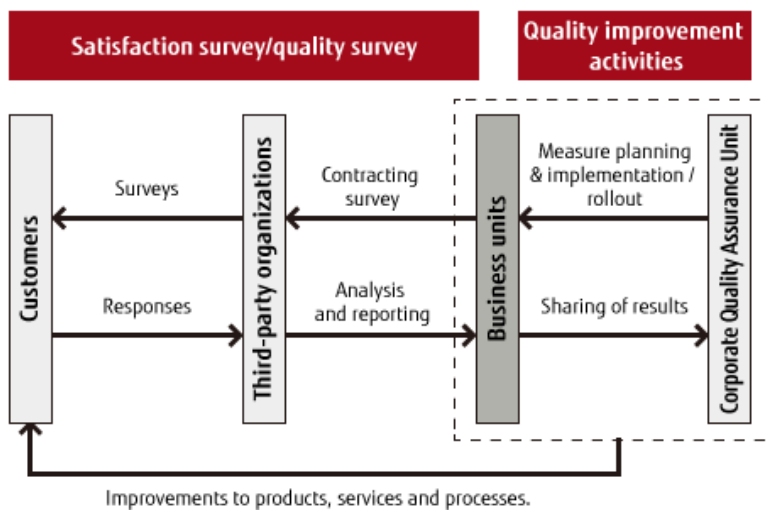 Satisfaction survey/quality survey
Quality improvement
activities
Customers
Surveys
Responses
Third-party organizations
Contracting
survey
Analysis
and reporting
Business units
Measure planning
& implementation /
rollout
Sharing of results
Corporate Quality Assurance Unit
Improvements to products, services and processes.